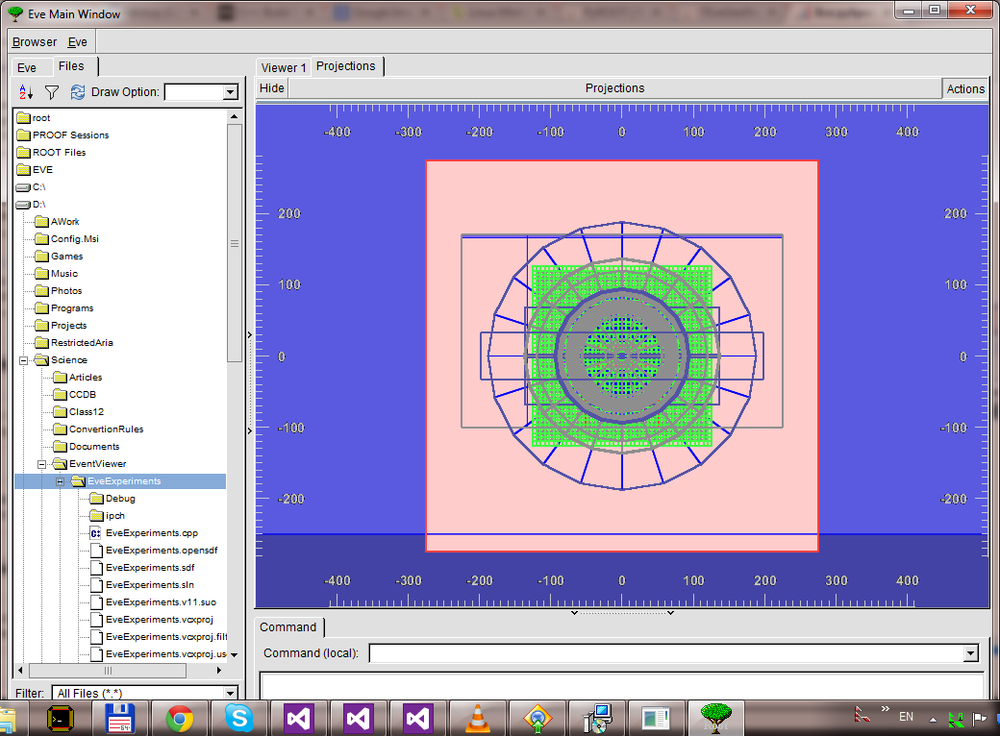 Eve Main Window
Browser Eve
Eve Files
Viewer 1 Projections
Draw Option:
Hide Projections Actions
root
PROOF Sessions
ROOT Files
EVE
C:\
D:\
AWork
Config.Msi
Games
Music
Photos
Programs
Projects
RestrictedAria
Science
Articles
CCDB
Class12
ConvertionRules
Documents
EventViewer
EveExperiments
Debug
ipch
EveExperiments.cpp
EveExperiments.opensdf
EveExperiments.sdf
EveExperiments.sln
EveExperiments.v11.suo
EveExperiments.vcxproj
EveExperiments.vcxproj.filt
EveExperiments.vcxproj.us
Filter: All Files (*.*)
-400 -300 -200 -100 0 100 200 300 400
200 200
100 100
0 0
-100 -100
-200 -200
-400 -300 -200 -100 0 100 200 300 400
Command
Command (local):
64
EN